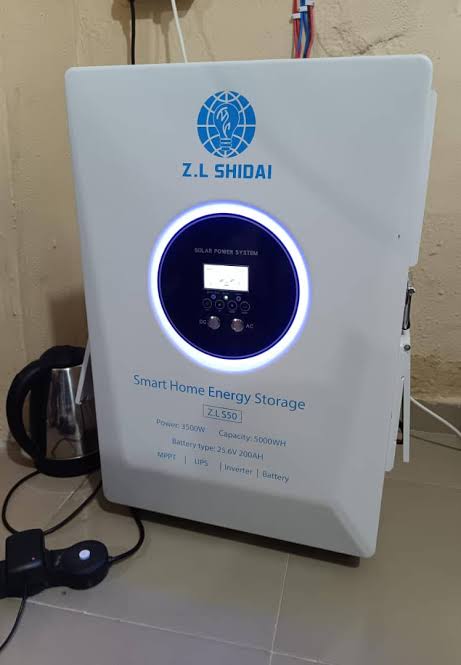 Z.L SHIDAI
SOLAR POWER SYSTEM
DC AC
Smart Home Energy Storage
Z.L S50
Power: 3500W Capacity: 5000WH
Battery type: 25.6V 200AH
MPPT | UPS | Inverter | Battery